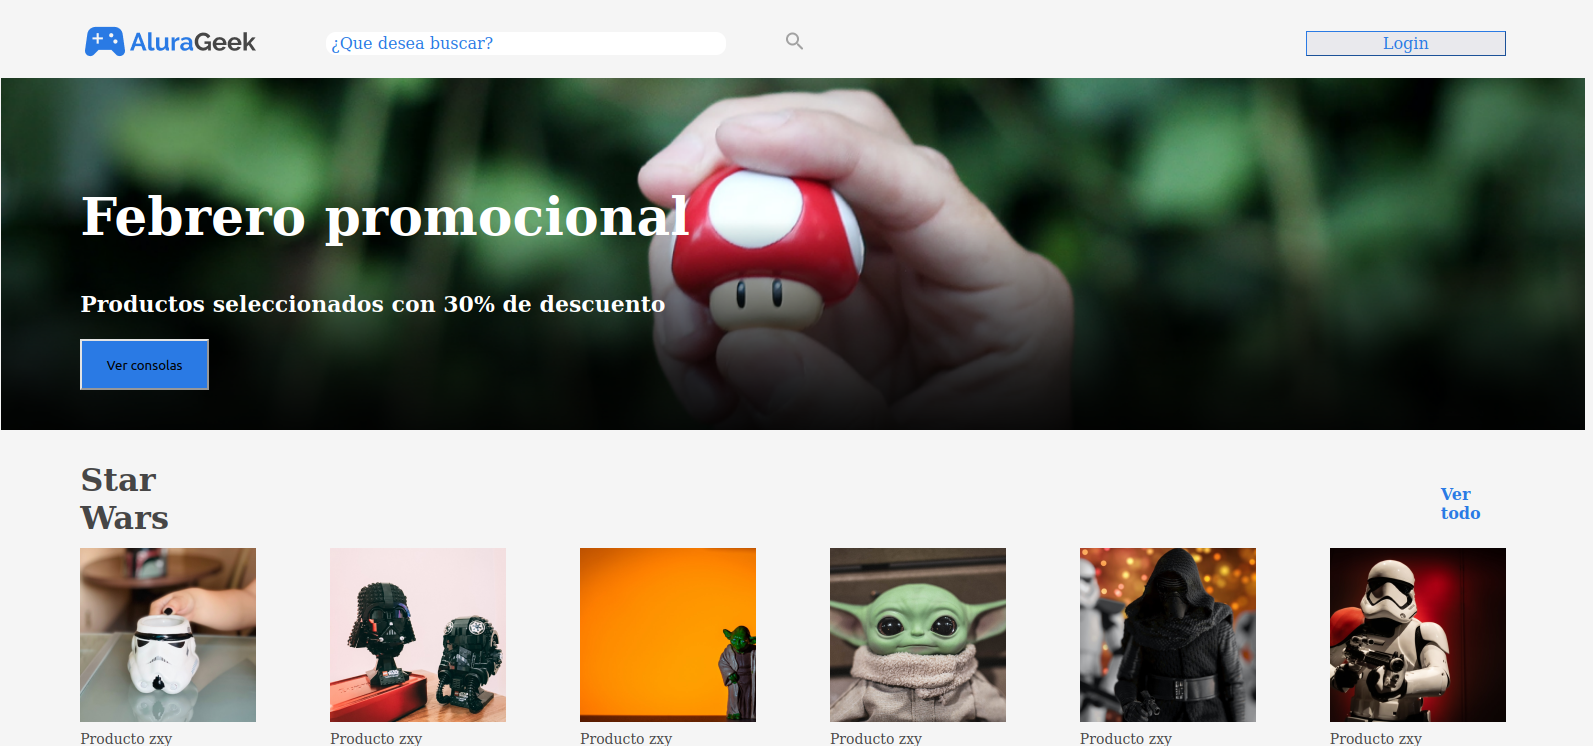 AluraGeek
¿Que desea buscar?
Login
Febrero promocional
Productos seleccionados con 30% de descuento
Ver consolas
Star
Wars
Ver
todo
Producto zxy
Producto zxy
Producto zxy
Producto zxy
Producto zxy
Producto zxy